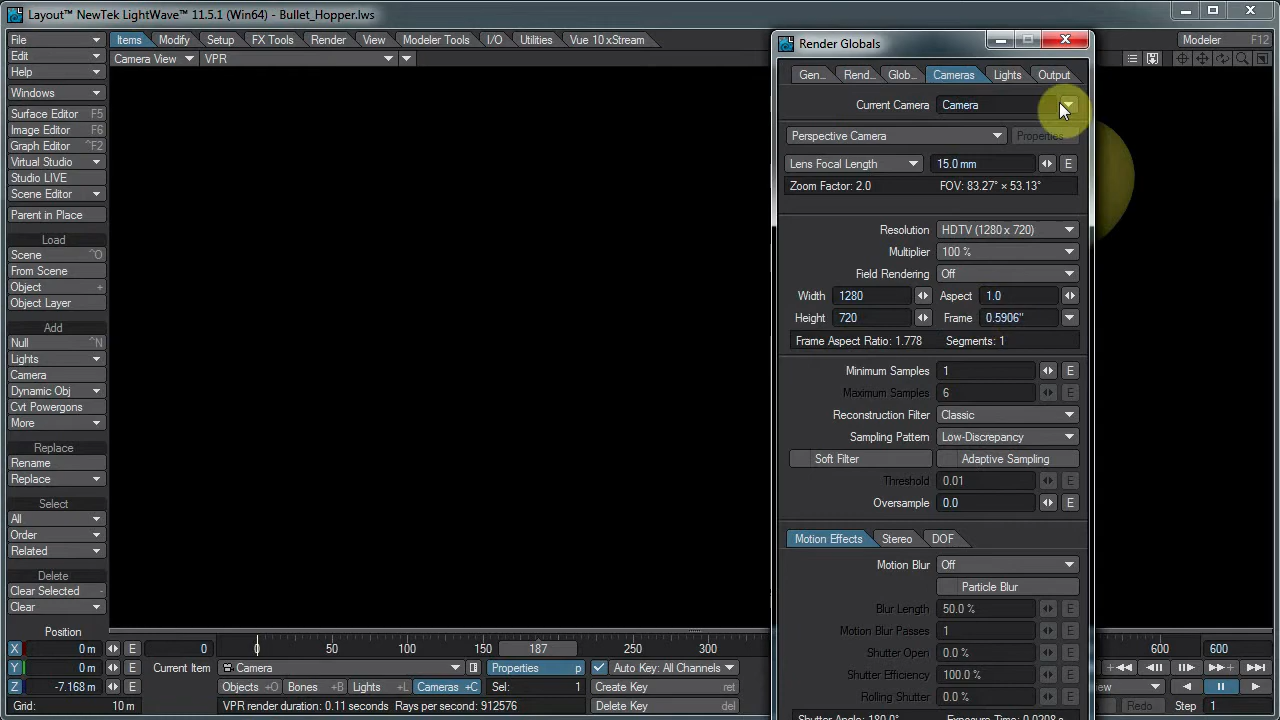 Layout™ NewTek LightWave™ 11.5.1 (Win64) - Bullet_Hopper.lws
File
Items Modify Setup FX Tools Render View Modeler Tools I/O Utilities Vue 10 xStream
Modeler F12
Edit
Camera View VPR
Help
Windows
Surface Editor F5
Image Editor F6
Graph Editor ^F2
Virtual Studio
Studio LIVE
Scene Editor
Parent in Place
Load
Scene ^O
From Scene
Object +
Object Layer
Add
Null ^N
Lights
Camera
Dynamic Obj
Cvt Powergons
More
Replace
Rename
Replace
Select
All
Order
Related
Delete
Clear Selected -
Clear
Render Globals
Gen... Rend... Glob... Cameras Lights Output
Current Camera Camera
Perspective Camera Properties
Lens Focal Length 15.0 mm E
Zoom Factor: 2.0 FOV: 83.27° × 53.13°
Resolution HDTV (1280 x 720)
Multiplier 100 %
Field Rendering Off
Width 1280 Aspect 1.0
Height 720 Frame 0.5906"
Frame Aspect Ratio: 1.778 Segments: 1
Minimum Samples 1 E
Maximum Samples 6 E
Reconstruction Filter Classic
Sampling Pattern Low-Discrepancy
Soft Filter Adaptive Sampling
Threshold 0.01 E
Oversample 0.0 E
Motion Effects Stereo DOF
Motion Blur Off
Particle Blur
Blur Length 50.0 % E
Motion Blur Passes 1 E
Shutter Open 0.0 % E
Shutter Efficiency 100.0 % E
Rolling Shutter 0.0 % E
Shutter Angle: 180.0° Exposure Time: 0.0208 s
Position
X 0 m E 0 0 50 100 150 187 250 300 600 600
Y 0 m E Current Item Camera Properties p Auto Key: All Channels
Z -7.168 m E Objects +O Bones +B Lights +L Cameras +C Sel: 1 Create Key ret
Grid: 10 m VPR render duration: 0.11 seconds Rays per second: 912576 Delete Key del
Redo Step 1